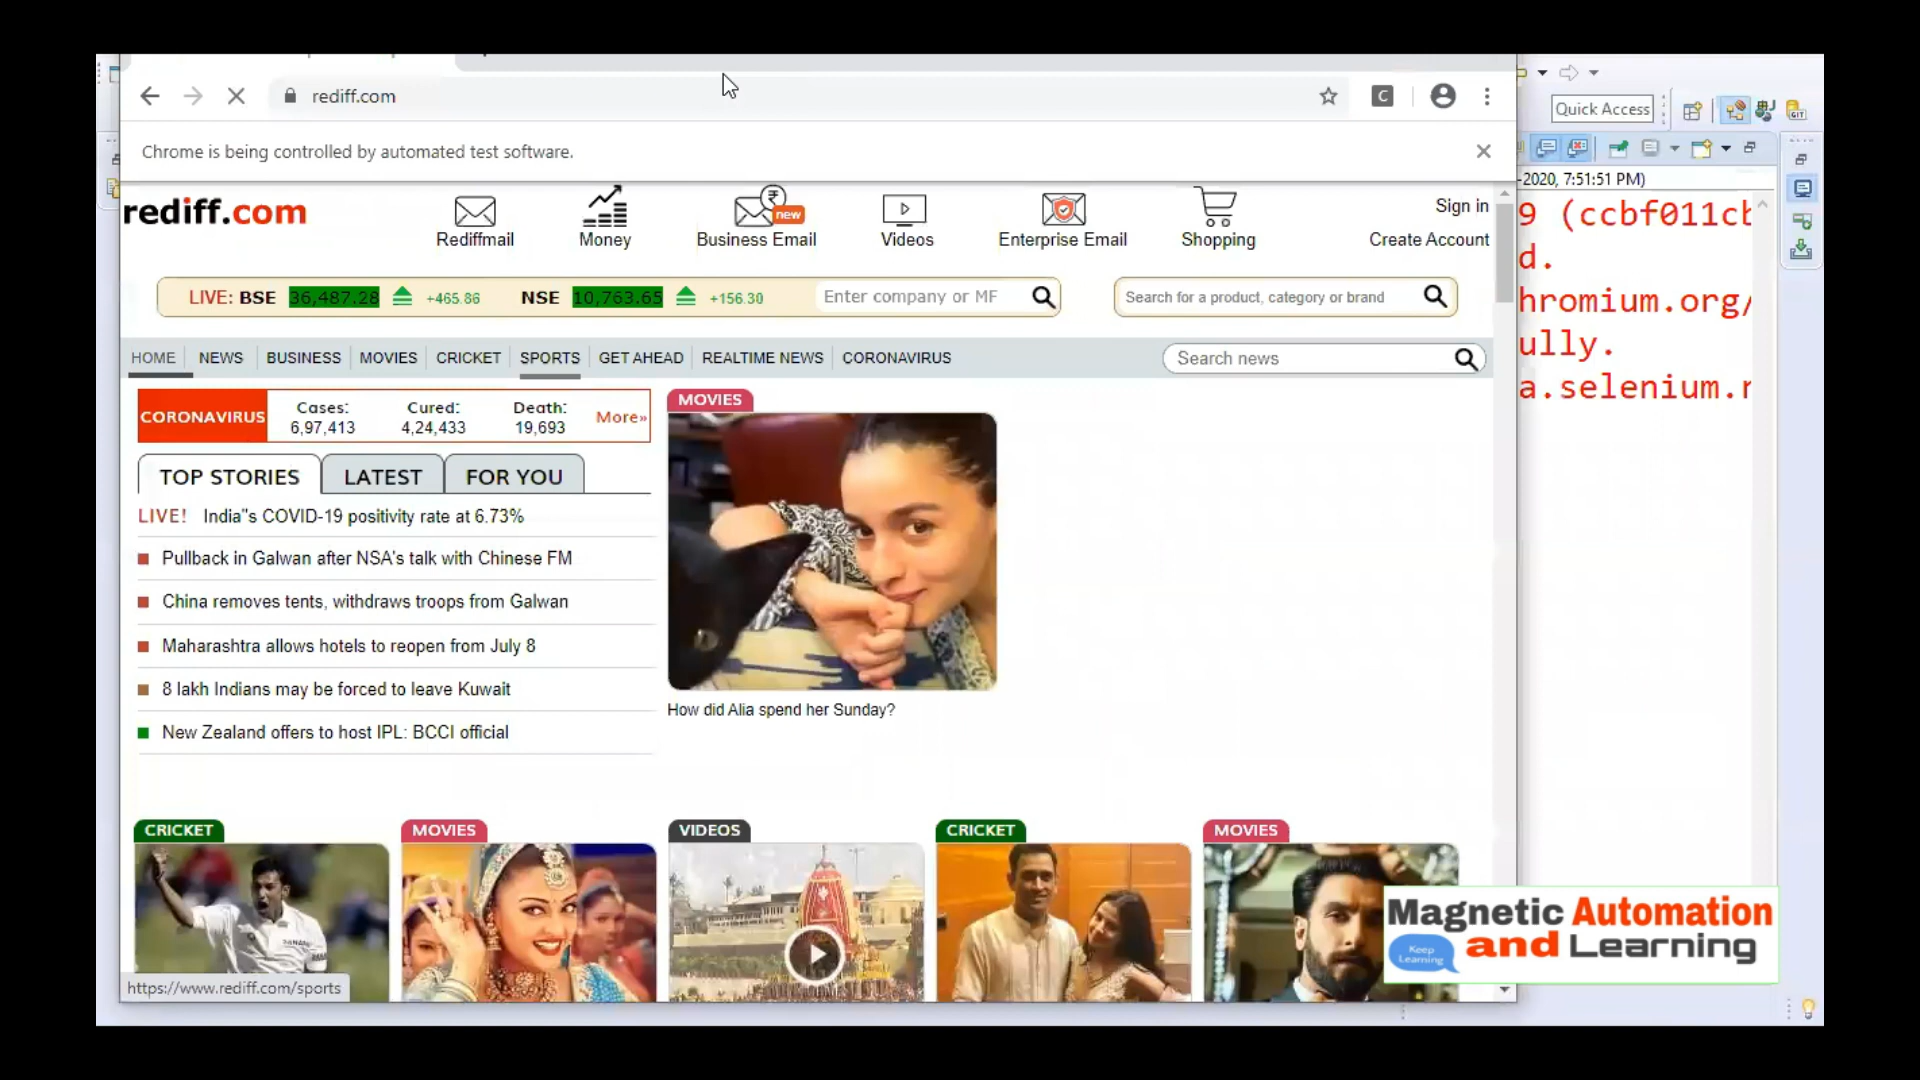 rediff.com
Quick Access
Chrome is being controlled by automated test software.
-2020, 7:51:51 PM)
rediff.com
new
Rediffmail
Money
Business Email
Videos
Enterprise Email
Shopping
Sign in
Create Account
9 (ccbf011cb
d.
hromium.org/
ully.
a.selenium.r
LIVE: BSE 36,487.28 +465.86 NSE 10,763.65 +156.30
Enter company or MF
Search for a product, category or brand
HOME NEWS BUSINESS MOVIES CRICKET SPORTS GET AHEAD REALTIME NEWS CORONAVIRUS
Search news
CORONAVIRUS
Cases:
6,97,413
Cured:
4,24,433
Death:
19,693
More»
MOVIES
TOP STORIES LATEST FOR YOU
LIVE! India"s COVID-19 positivity rate at 6.73%
Pullback in Galwan after NSA's talk with Chinese FM
China removes tents, withdraws troops from Galwan
Maharashtra allows hotels to reopen from July 8
8 lakh Indians may be forced to leave Kuwait
New Zealand offers to host IPL: BCCI official
How did Alia spend her Sunday?
CRICKET
MOVIES
VIDEOS
CRICKET
MOVIES
Magnetic Automation
and Learning
Keep
Learning
https://www.rediff.com/sports